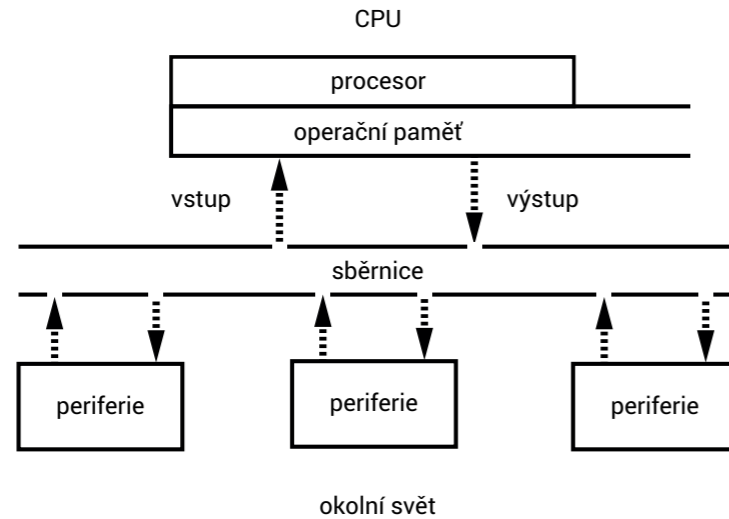 CPU
procesor
operační paměť
vstup
výstup
sběrnice
periferie
periferie
periferie
okolní svět